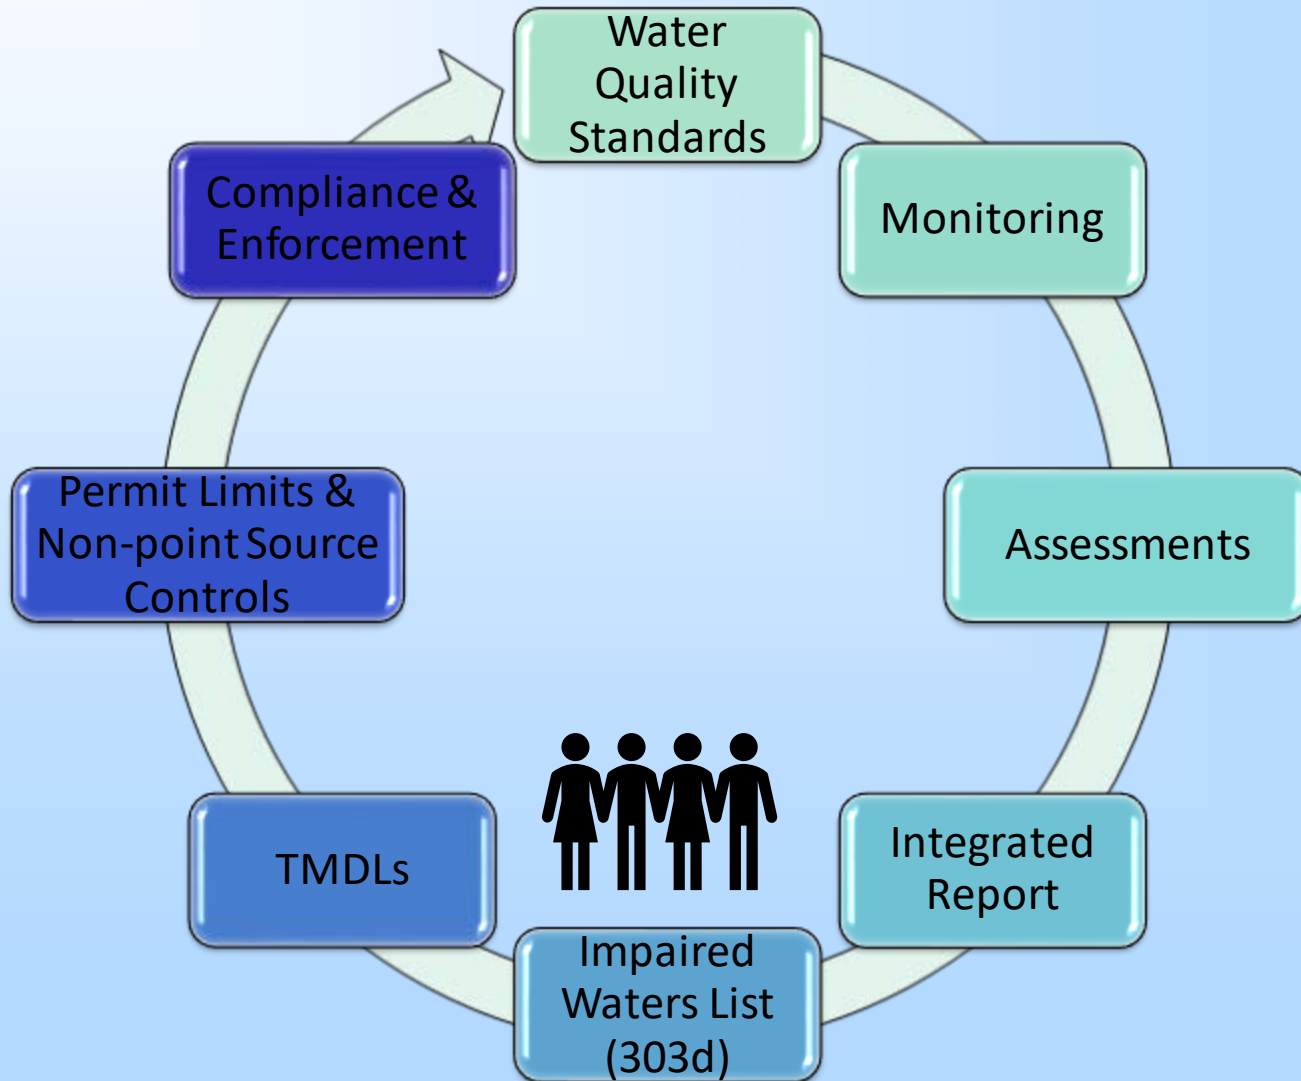 Water
Quality
Standards
Monitoring
Assessments
Integrated
Report
Impaired
Waters List
(303d)
TMDLs
Permit Limits &
Non-point Source
Controls
Compliance &
Enforcement